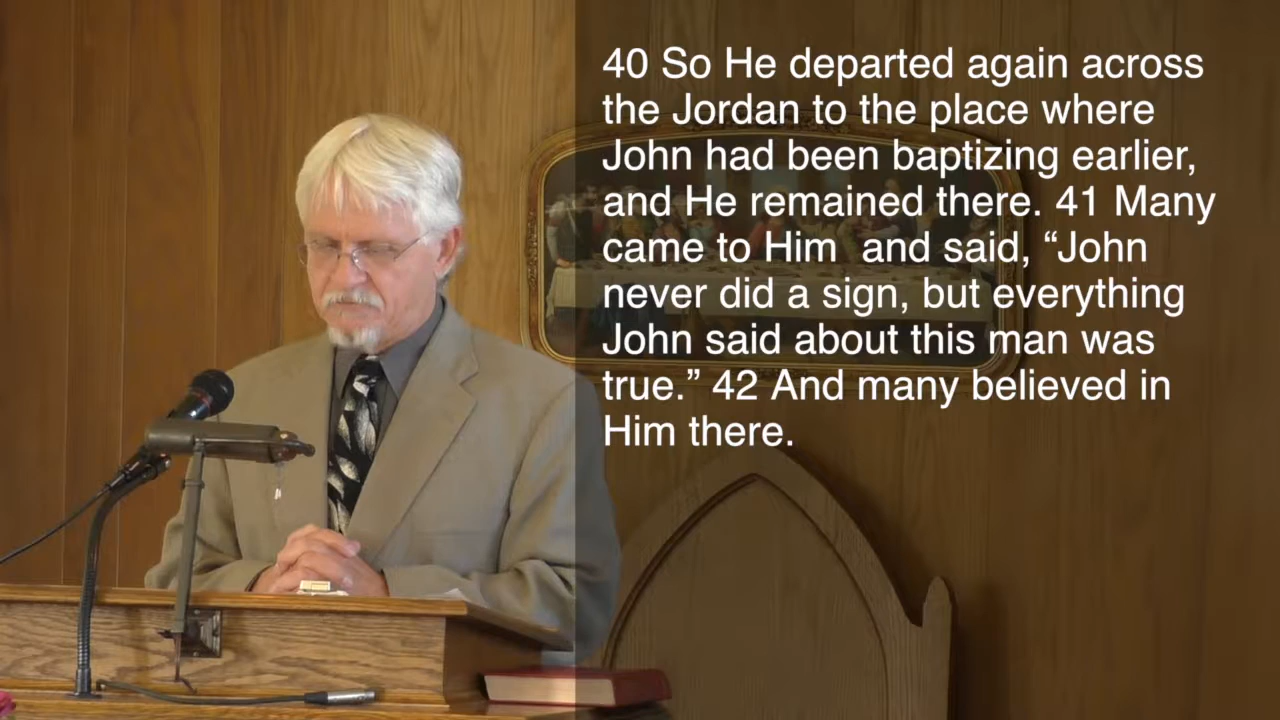 40 So He departed again across
the Jordan to the place where
John had been baptizing earlier,
and He remained there. 41 Many
came to Him  and said, “John
never did a sign, but everything
John said about this man was
true.” 42 And many believed in
Him there.